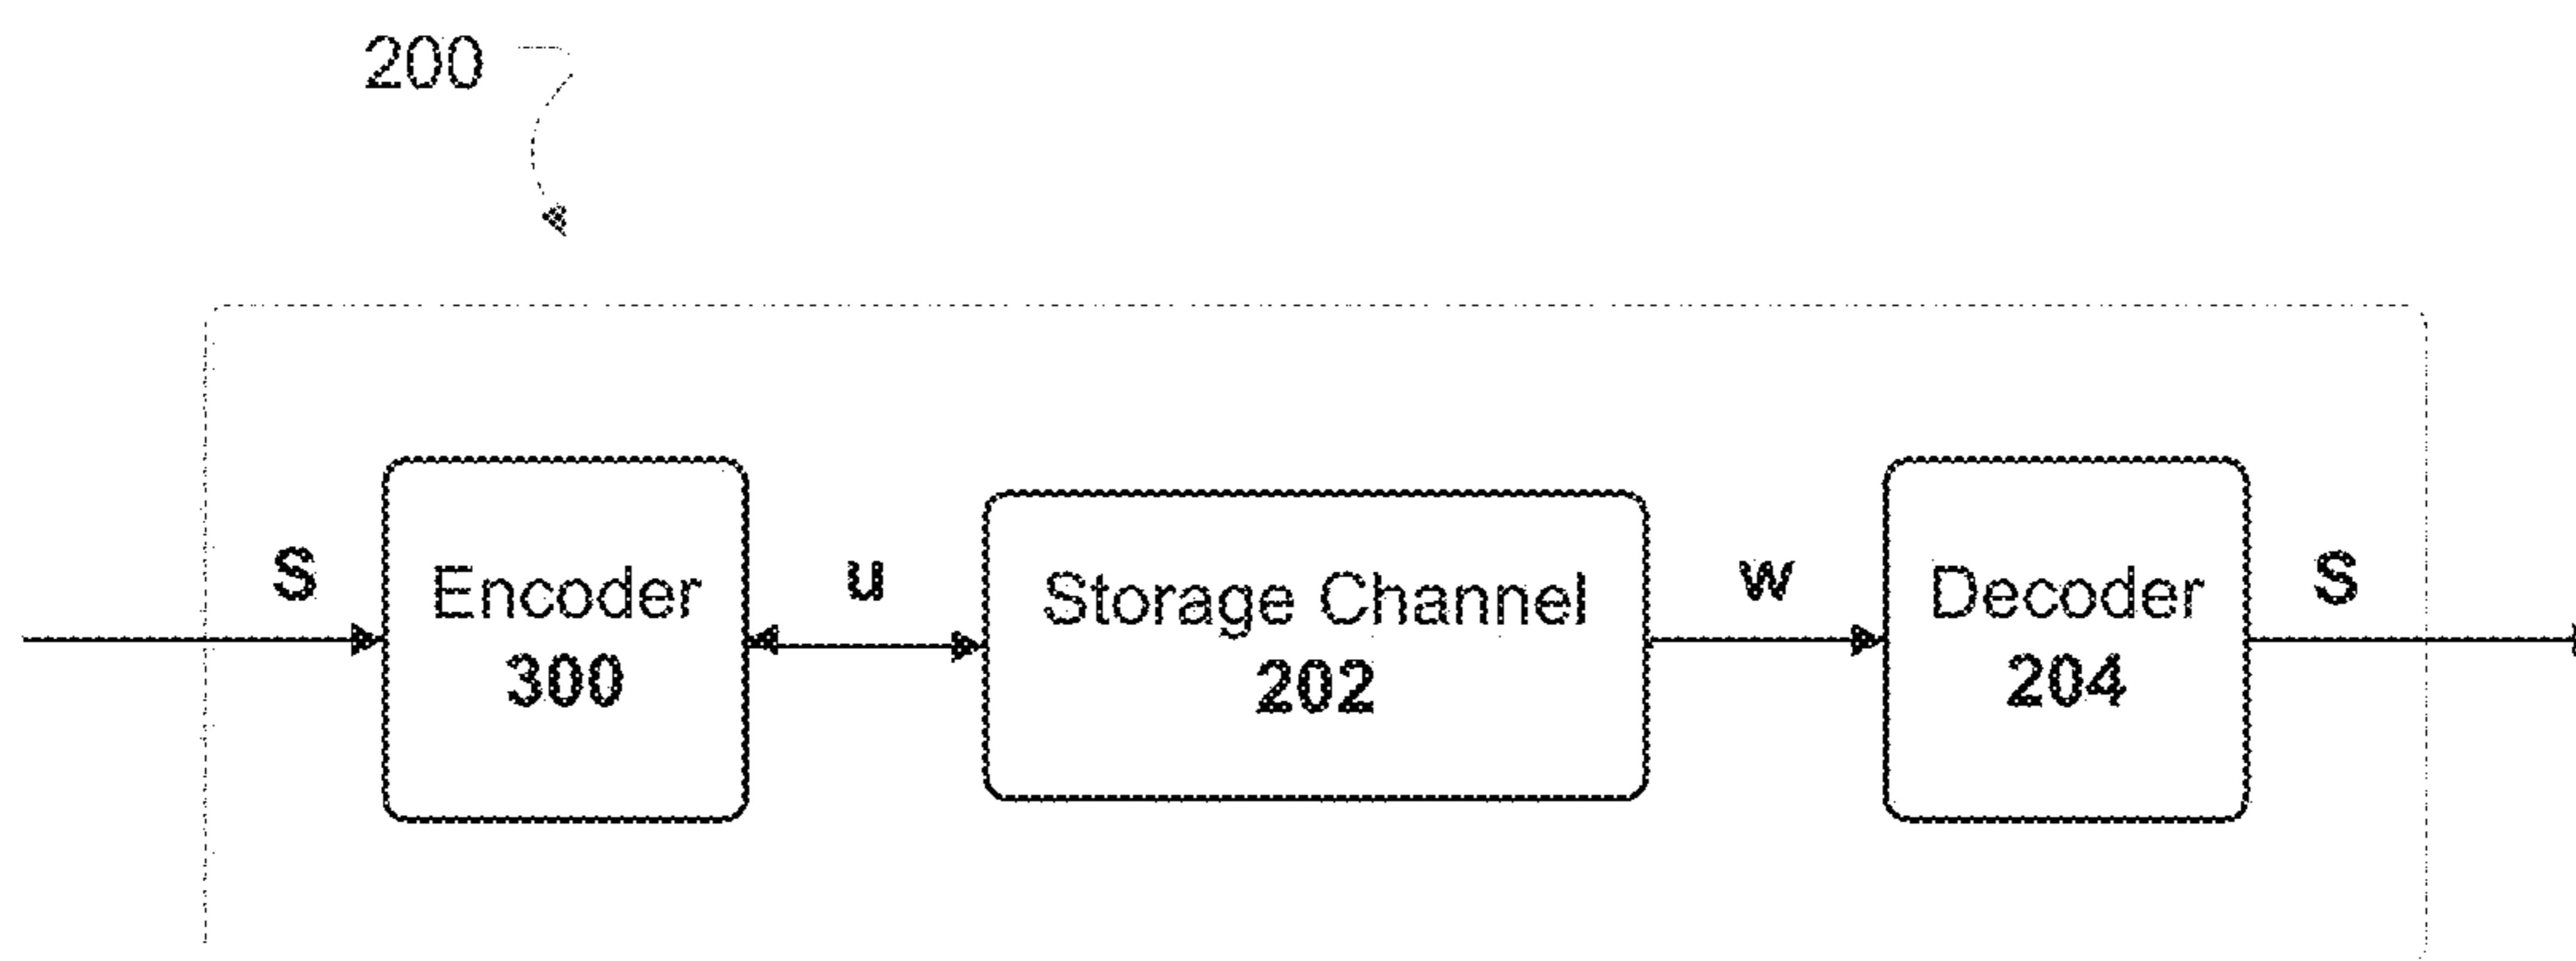 200
S
Encoder
300
u
Storage Channel
202
w
Decoder
204
S